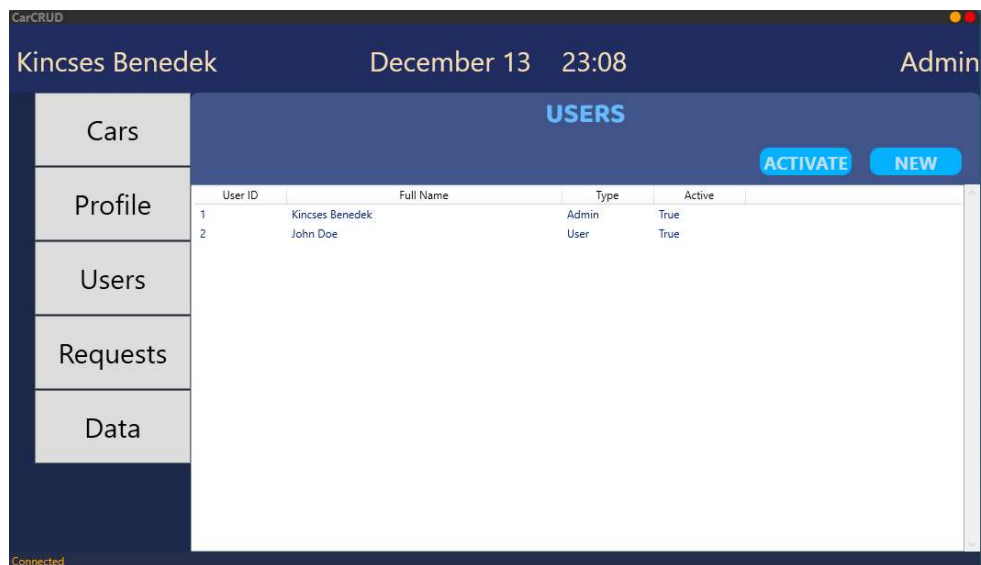 CarCRUD
Kincses Benedek December 13 23:08 Admin
USERS
ACTIVATE NEW
Cars
Profile
Users
Requests
Data
User ID Full Name Type Active
1 Kincses Benedek Admin True
2 John Doe User True
Connected